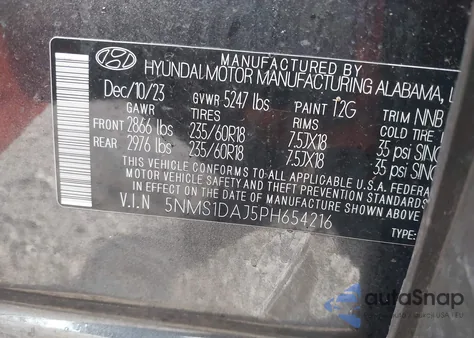 MANUFACTURED BY
HYUNDAI MOTOR MANUFACTURING ALABAMA, L
Dec/10/23 GVWR 5247 lbs PAINT T2G TRIM NNB
GAWR TIRES RIMS COLD TIRE
FRONT 2866 lbs 235/60R18 7.5JX18 35 psi SING
REAR 2976 lbs 235/60R18 7.5JX18 35 psi SING
THIS VEHICLE CONFORMS TO ALL APPLICABLE U.S.A. FEDERA
MOTOR VEHICLE SAFETY AND THEFT PREVENTION STANDARDS
IN EFFECT ON THE DATE OF MANUFACTURE SHOWN ABOVE.
V.I.N 5NMS1DAJ5PH654216
TYPE:
autoSnap